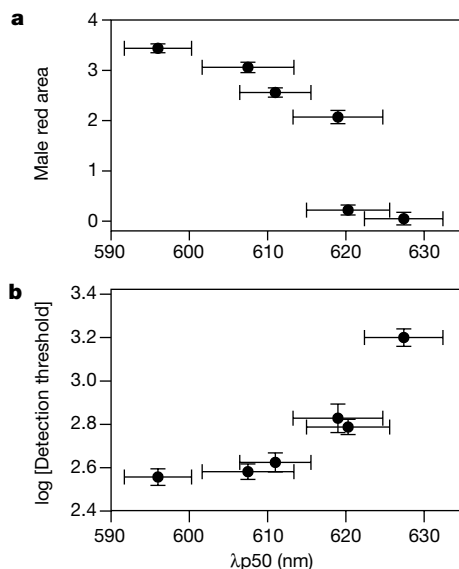 a
Male red area
4
3
2
1
0
590 600 610 620 630
b
log [Detection threshold]
3.4
3.2
3.0
2.8
2.6
2.4
590 600 610 620 630
λp50 (nm)